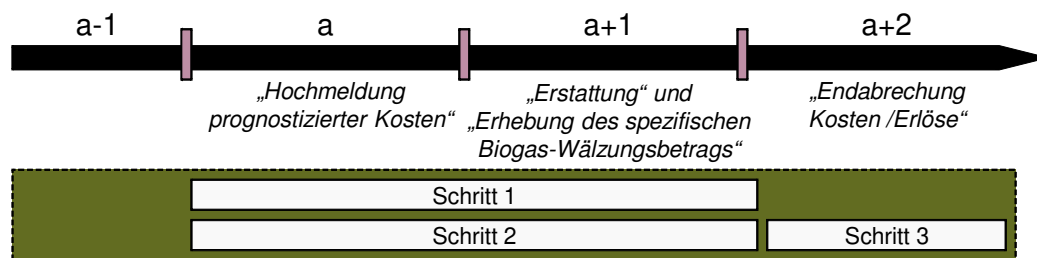 a-1 a a+1 a+2
„Hochmeldung
prognostizierter Kosten“
„Erstattung“ und
„Erhebung des spezifischen
Biogas-Wälzungsbetrags“
„Endabrechung
Kosten /Erlöse“
Schritt 1
Schritt 2 Schritt 3